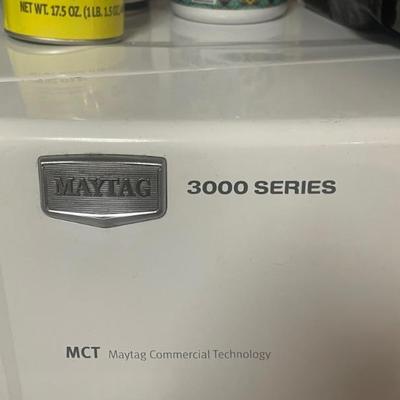 NET WT. 17.5 OZ. (1 LB. 1.5 OZ.
MAYTAG 3000 SERIES
MCT Maytag Commercial Technology